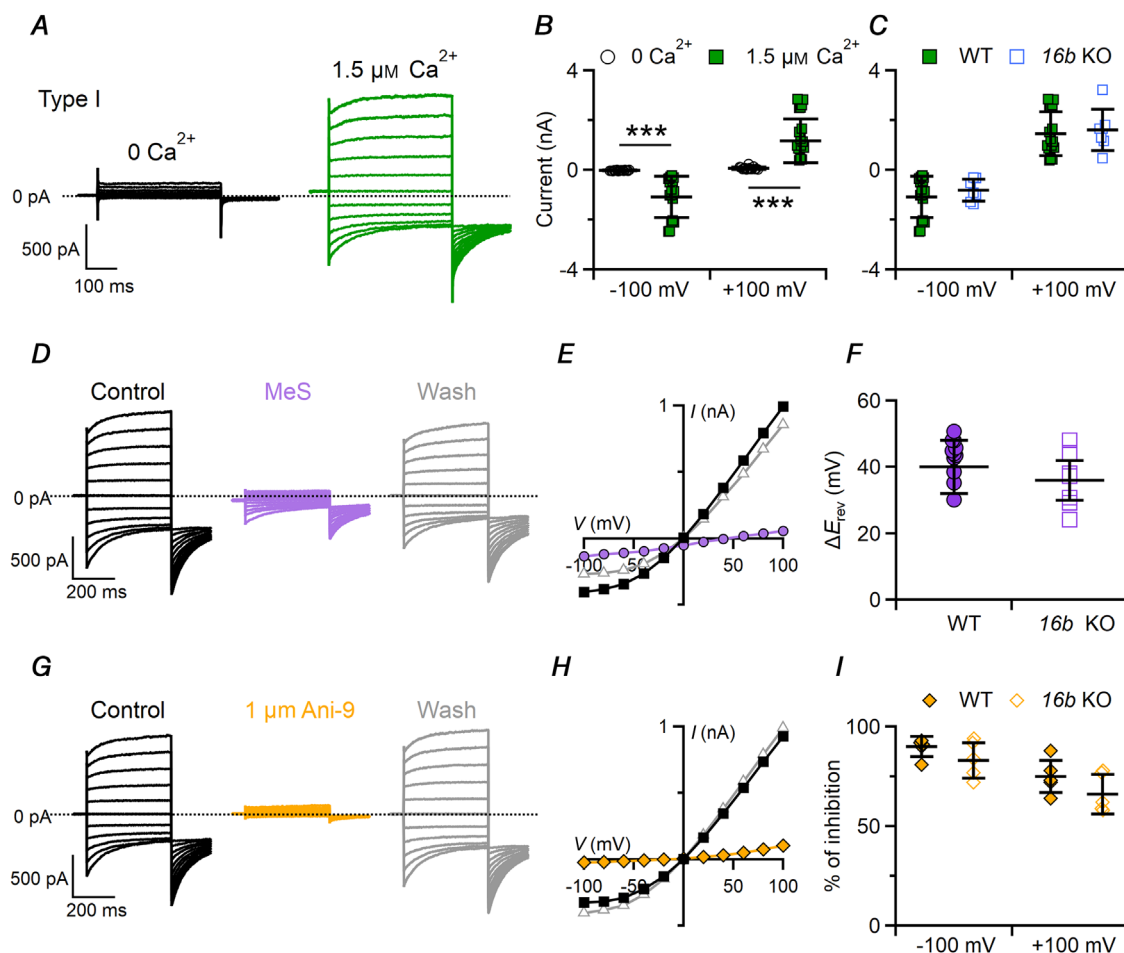 A
Type I
0 Ca2+
1.5 µM Ca2+
0 pA
500 pA
100 ms
B
0 Ca2+
1.5 µM Ca2+
Current (nA)
4
0
-4
***
***
-100 mV
+100 mV
C
WT
16b KO
4
0
-4
-100 mV
+100 mV
D
Control
MeS
Wash
0 pA
500 pA
200 ms
E
1
I (nA)
V (mV)
-100
-50
50
100
F
ΔErev (mV)
60
40
20
0
WT
16b KO
G
Control
1 µm Ani-9
Wash
0 pA
500 pA
200 ms
H
1
I (nA)
V (mV)
-100
-50
50
100
I
WT
16b KO
% of inhibition
100
50
0
-100 mV
+100 mV